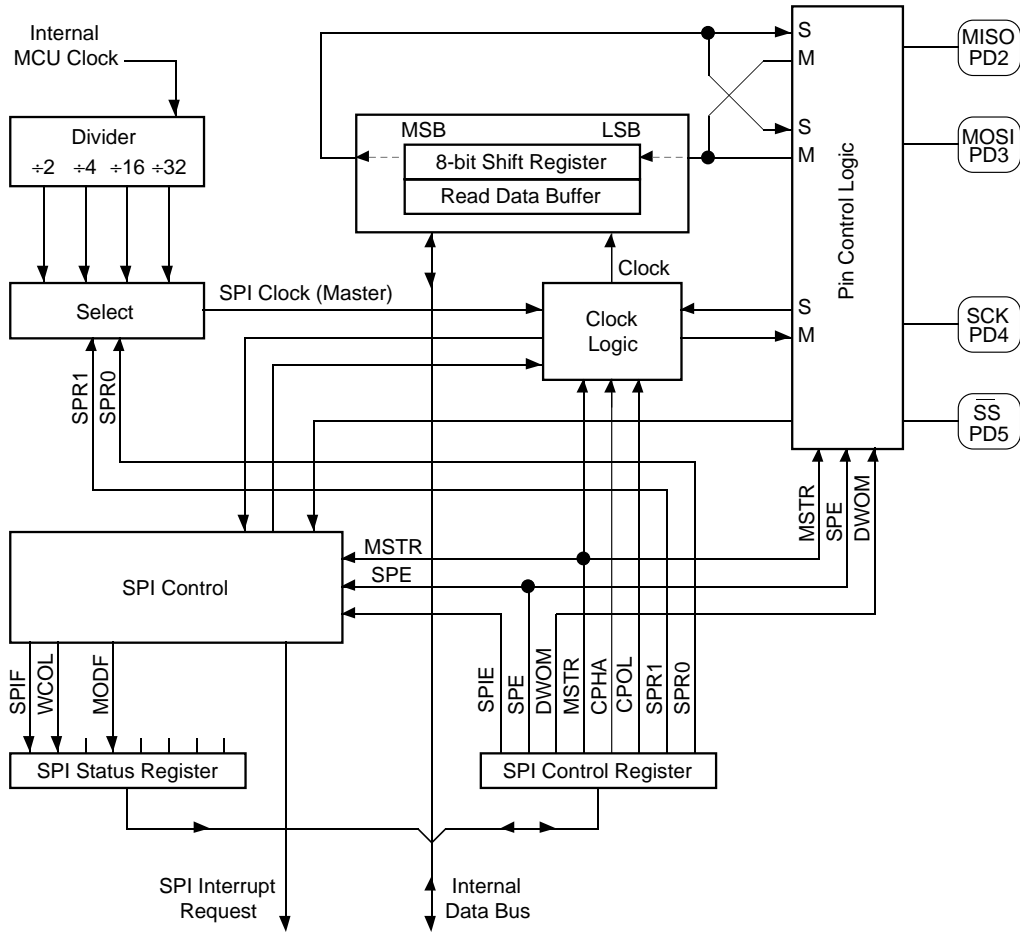 Internal
MCU Clock
Divider
÷2 ÷4 ÷16 ÷32
Select
SPI Clock (Master)
SPR1
SPR0
MSB
LSB
8-bit Shift Register
Read Data Buffer
Clock
Clock
Logic
S
M
S
M
S
M
Pin Control Logic
MISO
PD2
MOSI
PD3
SCK
PD4
SS
PD5
MSTR
SPE
DWOM
SPI Control
MSTR
SPE
SPIF
WCOL
MODF
SPIE
SPE
DWOM
MSTR
CPHA
CPOL
SPR1
SPR0
SPI Status Register
SPI Control Register
SPI Interrupt
Request
Internal
Data Bus